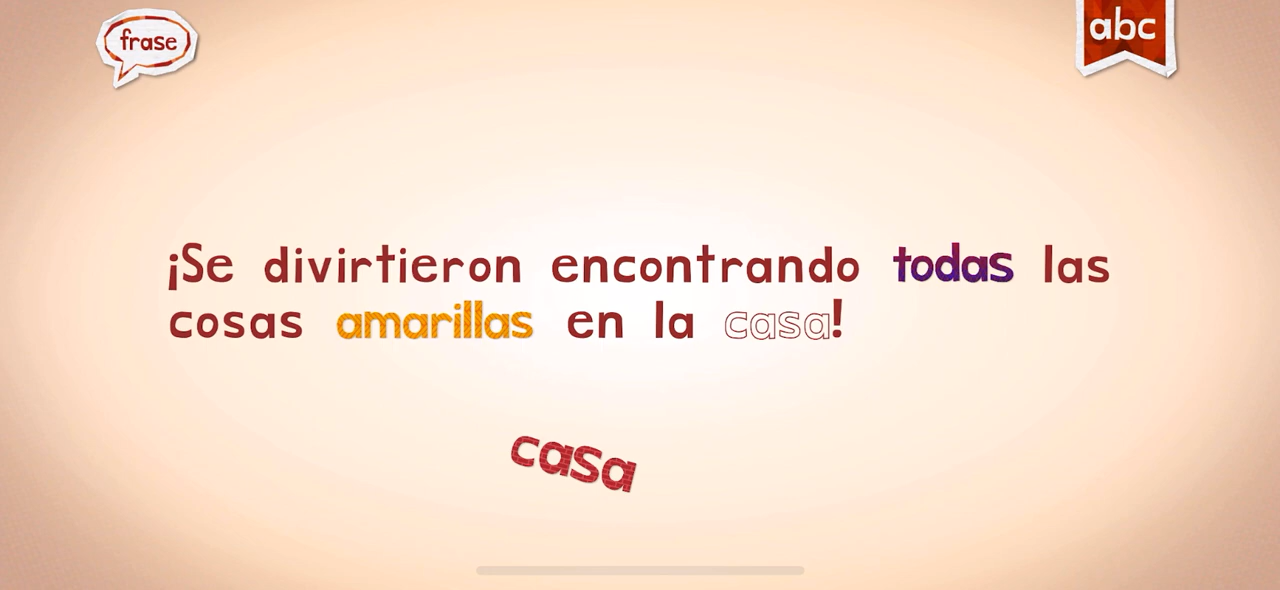 frase
abc
¡Se divirtieron encontrando todas las
cosas amarillas en la casa!
casa